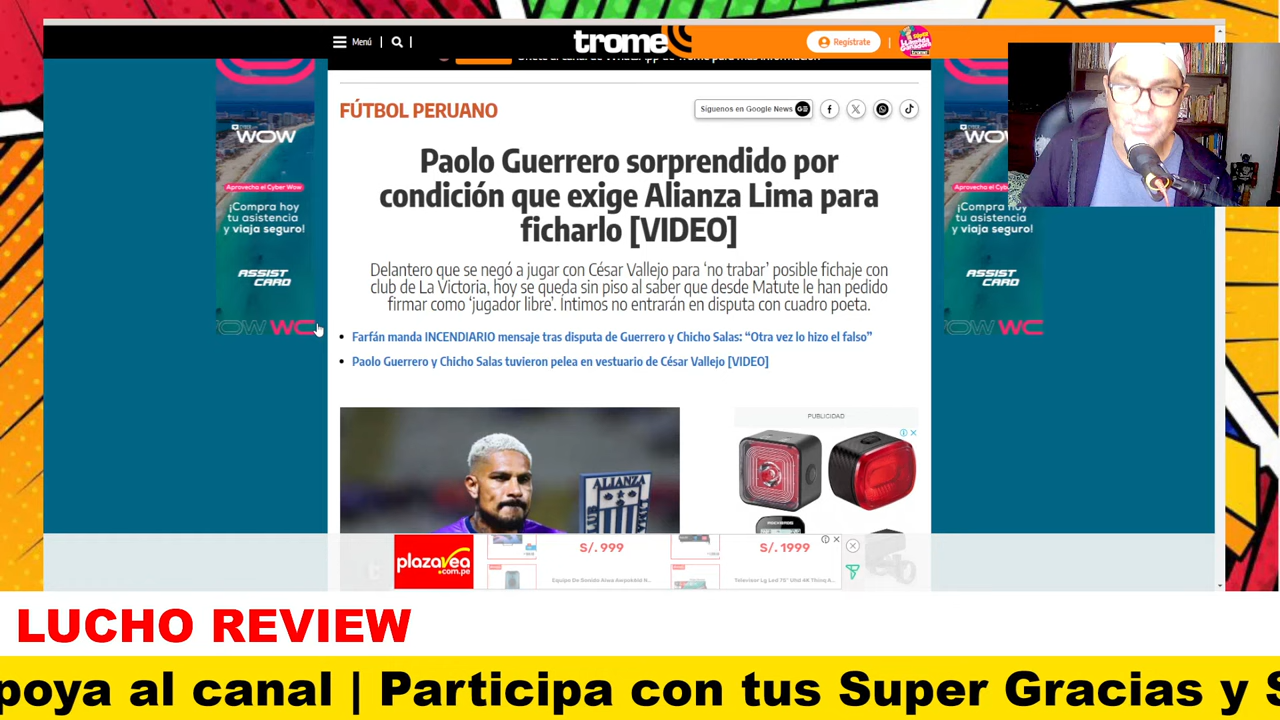 Menú
trome
Regístrate
FÚTBOL PERUANO
Síguenos en Google News
Paolo Guerrero sorprendido por
condición que exige Alianza Lima para
ficharlo [VIDEO]
Delantero que se negó a jugar con César Vallejo para ‘no trabar’ posible fichaje con
club de La Victoria, hoy se queda sin piso al saber que desde Matute le han pedido
firmar como ‘jugador libre’. Íntimos no entrarán en disputa con cuadro poeta.
Farfán manda INCENDIARIO mensaje tras disputa de Guerrero y Chicho Salas: “Otra vez lo hizo el falso”
Paolo Guerrero y Chicho Salas tuvieron pelea en vestuario de César Vallejo [VIDEO]
WOW
Aprovecha el Cyber Wow
¡Compra hoy
tu asistencia
y viaja seguro!
ASSIST
CARD
WOW
Aprovecha el
¡Compra hoy
tu asistencia
y viaja seguro!
ASSIST
CARD
PUBLICIDAD
ALIANZA
CLUB
plazavea
.com.pe
S/. 999
S/. 1999
LUCHO REVIEW
poya al canal | Participa con tus Super Gracias y S